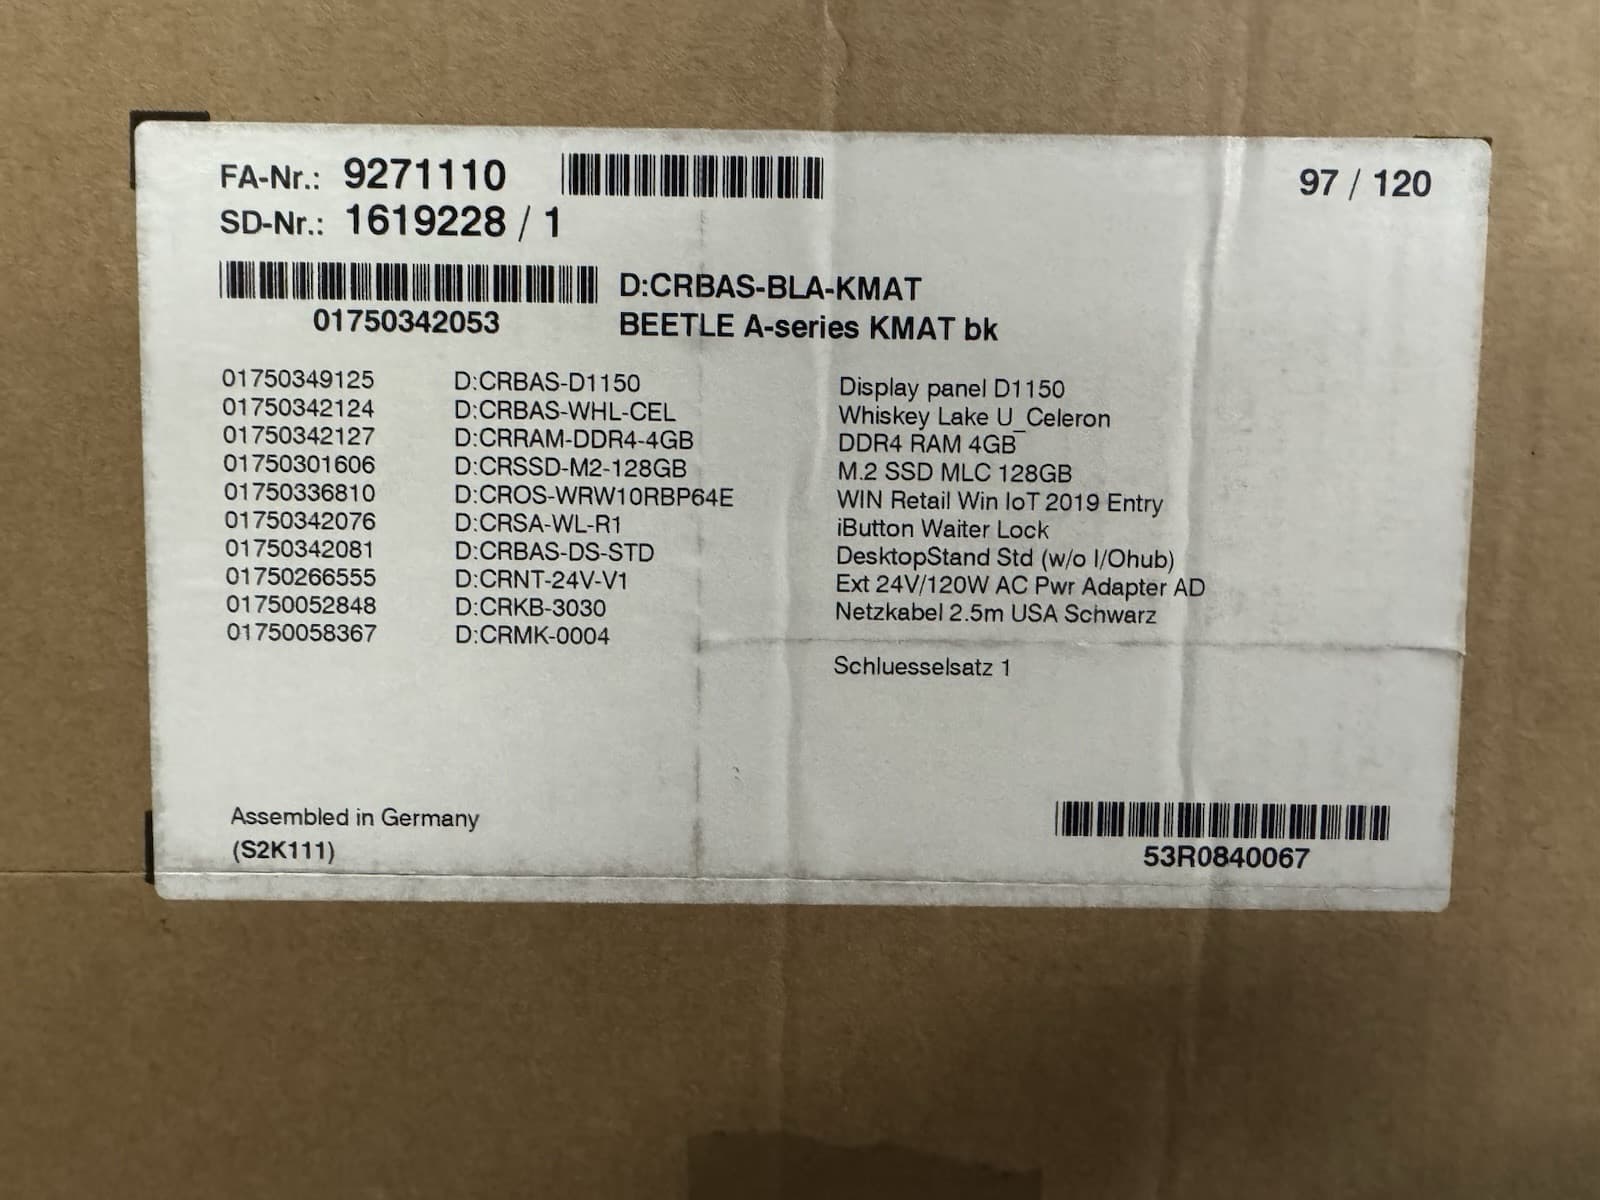 FA-Nr.: 9271110 97 / 120
SD-Nr.: 1619228 / 1
D:CRBAS-BLA-KMAT
01750342053 BEETLE A-series KMAT bk
01750349125 D:CRBAS-D1150 Display panel D1150
01750342124 D:CRBAS-WHL-CEL Whiskey Lake U_Celeron
01750342127 D:CRRAM-DDR4-4GB DDR4 RAM 4GB
01750301606 D:CRSSD-M2-128GB M.2 SSD MLC 128GB
01750336810 D:CROS-WRW10RBP64E WIN Retail Win IoT 2019 Entry
01750342076 D:CRSA-WL-R1 iButton Waiter Lock
01750342081 D:CRBAS-DS-STD DesktopStand Std (w/o I/Ohub)
01750266555 D:CRNT-24V-V1 Ext 24V/120W AC Pwr Adapter AD
01750052848 D:CRKB-3030 Netzkabel 2.5m USA Schwarz
01750058367 D:CRMK-0004 Schluesselsatz 1
Assembled in Germany
(S2K111) 53R0840067